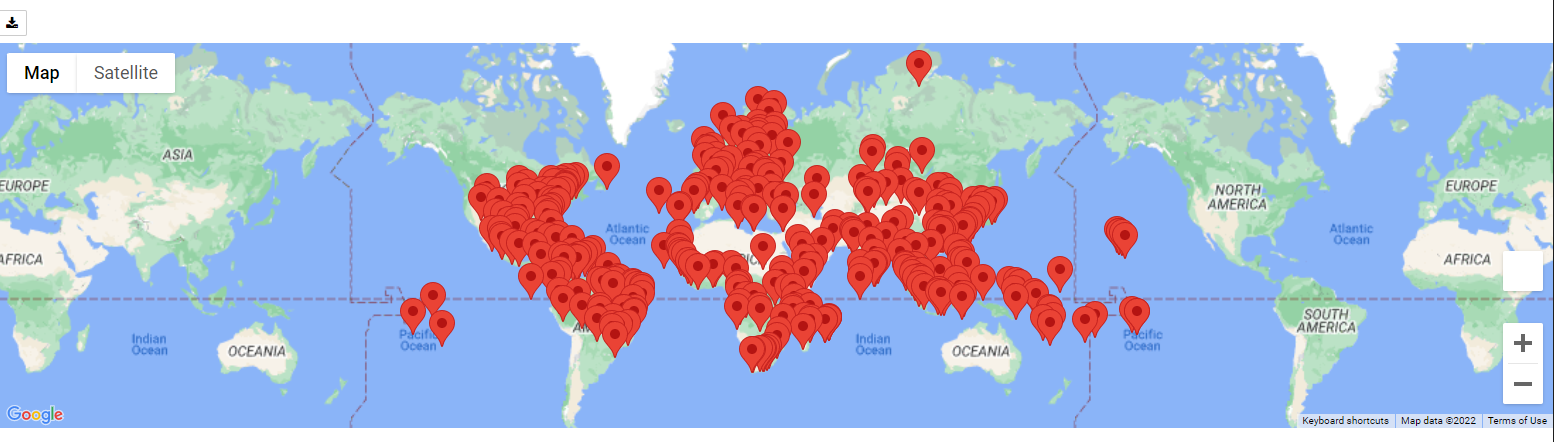 Map Satellite
ASIA
NORTH
AMERICA
EUROPE
EUROPE
Atlantic
Ocean
Atlantic
Ocean
AFRICA
AFRICA
SOUTH
AMERICA
Indian
Ocean
OCEANIA
Pacific
Ocean
Indian
Ocean
OCEANIA
Pacific
Ocean
Google
Keyboard shortcuts Map data ©2022 Terms of Use